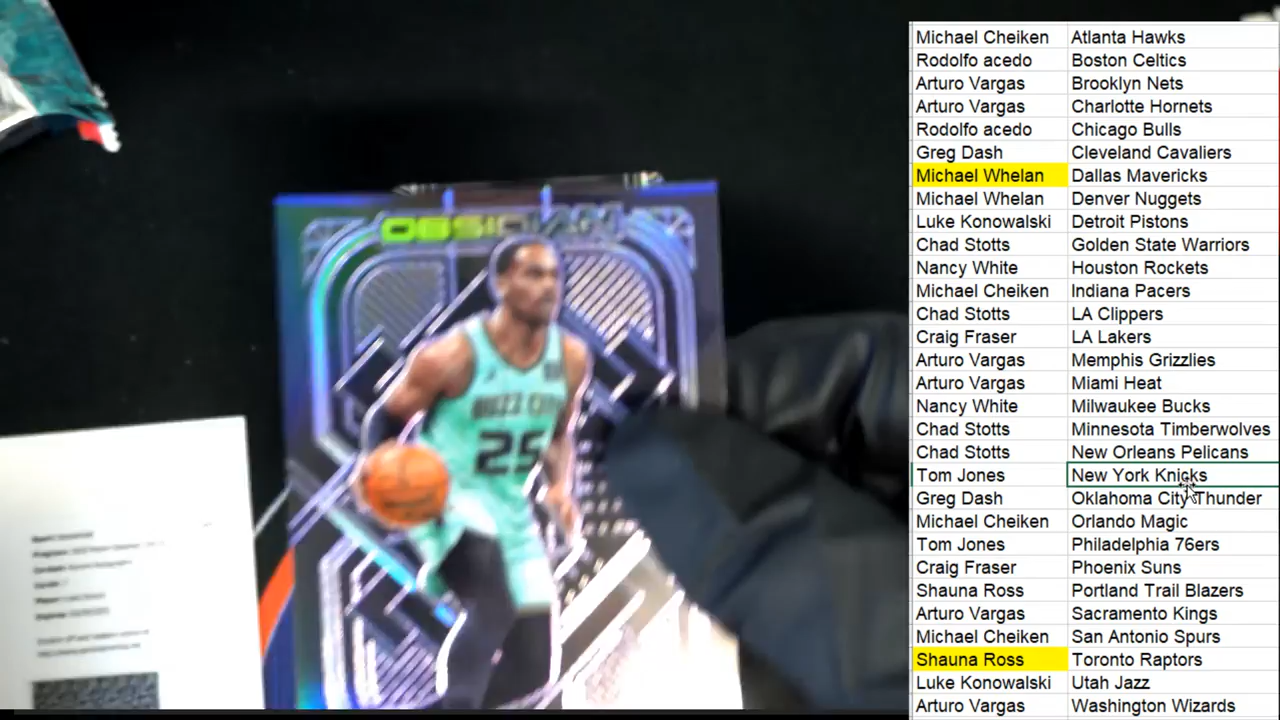 OBSIDIAN
BUZZ CITY
25
Michael Cheiken Atlanta Hawks
Rodolfo acedo Boston Celtics
Arturo Vargas Brooklyn Nets
Arturo Vargas Charlotte Hornets
Rodolfo acedo Chicago Bulls
Greg Dash Cleveland Cavaliers
Michael Whelan Dallas Mavericks
Michael Whelan Denver Nuggets
Luke Konowalski Detroit Pistons
Chad Stotts Golden State Warriors
Nancy White Houston Rockets
Michael Cheiken Indiana Pacers
Chad Stotts LA Clippers
Craig Fraser LA Lakers
Arturo Vargas Memphis Grizzlies
Arturo Vargas Miami Heat
Nancy White Milwaukee Bucks
Chad Stotts Minnesota Timberwolves
Chad Stotts New Orleans Pelicans
Tom Jones New York Knicks
Greg Dash Oklahoma City Thunder
Michael Cheiken Orlando Magic
Tom Jones Philadelphia 76ers
Craig Fraser Phoenix Suns
Shauna Ross Portland Trail Blazers
Arturo Vargas Sacramento Kings
Michael Cheiken San Antonio Spurs
Shauna Ross Toronto Raptors
Luke Konowalski Utah Jazz
Arturo Vargas Washington Wizards